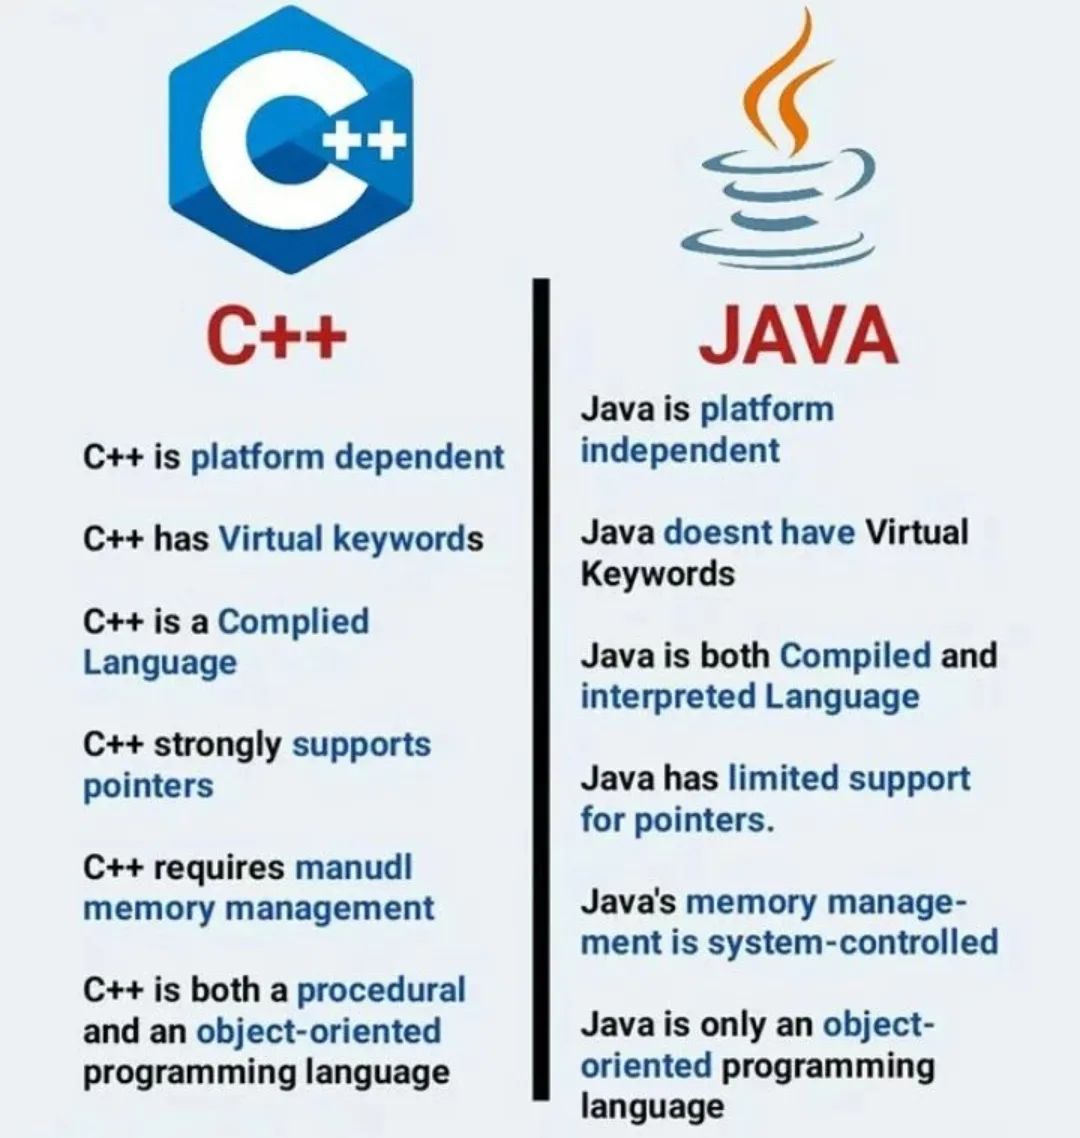 C++
C++
C++ is platform dependent
C++ has Virtual keywords
C++ is a Complied
Language
C++ strongly supports
pointers
C++ requires manudl
memory management
C++ is both a procedural
and an object-oriented
programming language
JAVA
Java is platform
independent
Java doesnt have Virtual
Keywords
Java is both Compiled and
interpreted Language
Java has limited support
for pointers.
Java's memory manage-
ment is system-controlled
Java is only an object-
oriented programming
language